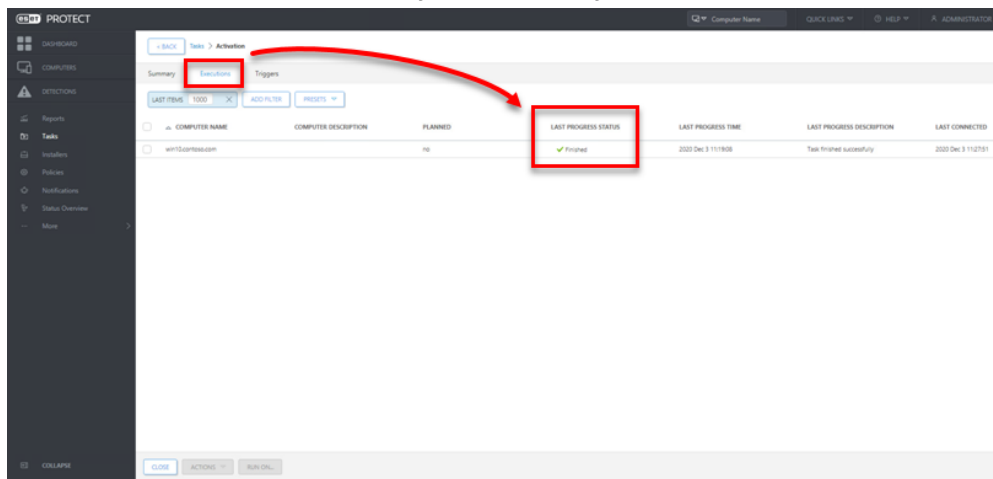 eset PROTECT
Computer Name
QUICK LINKS
HELP
ADMINISTRATOR
DASHBOARD
COMPUTERS
DETECTIONS
Reports
Tasks
Installers
Policies
Notifications
Status Overview
More
COLLAPSE
< BACK Tasks > Activation
Summary Executions Triggers
LAST ITEMS 1000 X ADD FILTER PRESETS
COMPUTER NAME COMPUTER DESCRIPTION PLANNED LAST PROGRESS STATUS LAST PROGRESS TIME LAST PROGRESS DESCRIPTION LAST CONNECTED
win10.contoso.com no Finished 2020 Dec 3 11:19:08 Task finished successfully 2020 Dec 3 11:27:51
CLOSE ACTIONS RUN ON...